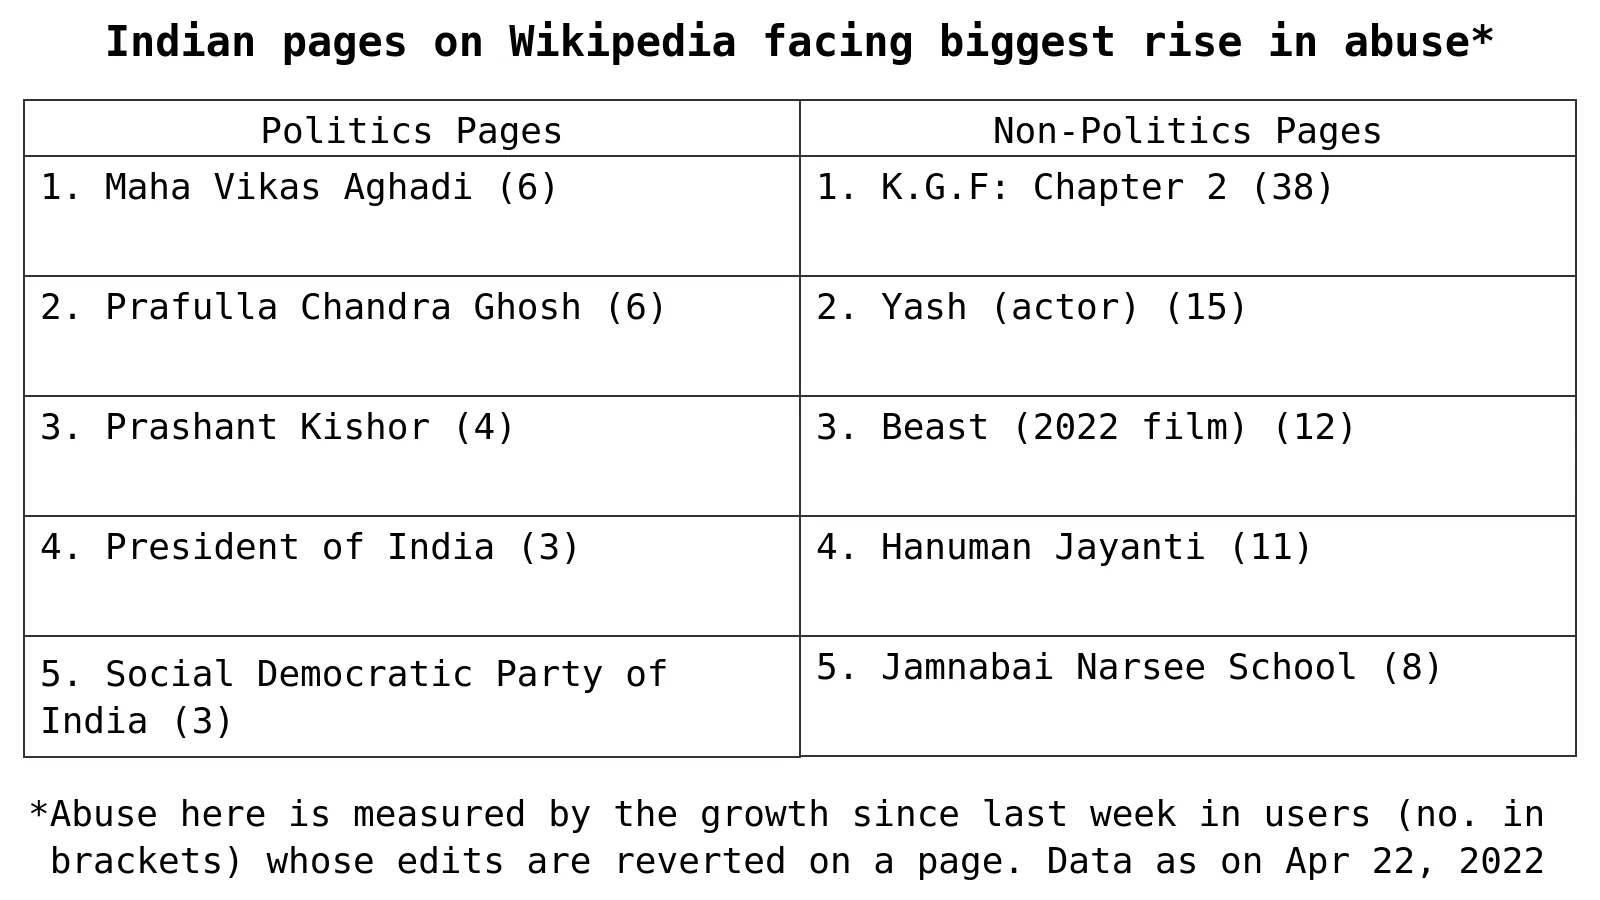 Indian pages on Wikipedia facing biggest rise in abuse*
Politics Pages
Non-Politics Pages
1. Maha Vikas Aghadi (6)
1. K.G.F: Chapter 2 (38)
2. Prafulla Chandra Ghosh (6)
2. Yash (actor) (15)
3. Prashant Kishor (4)
3. Beast (2022 film) (12)
4. President of India (3)
4. Hanuman Jayanti (11)
5. Social Democratic Party of
India (3)
5. Jamnabai Narsee School (8)
*Abuse here is measured by the growth since last week in users (no. in
brackets) whose edits are reverted on a page. Data as on Apr 22, 2022